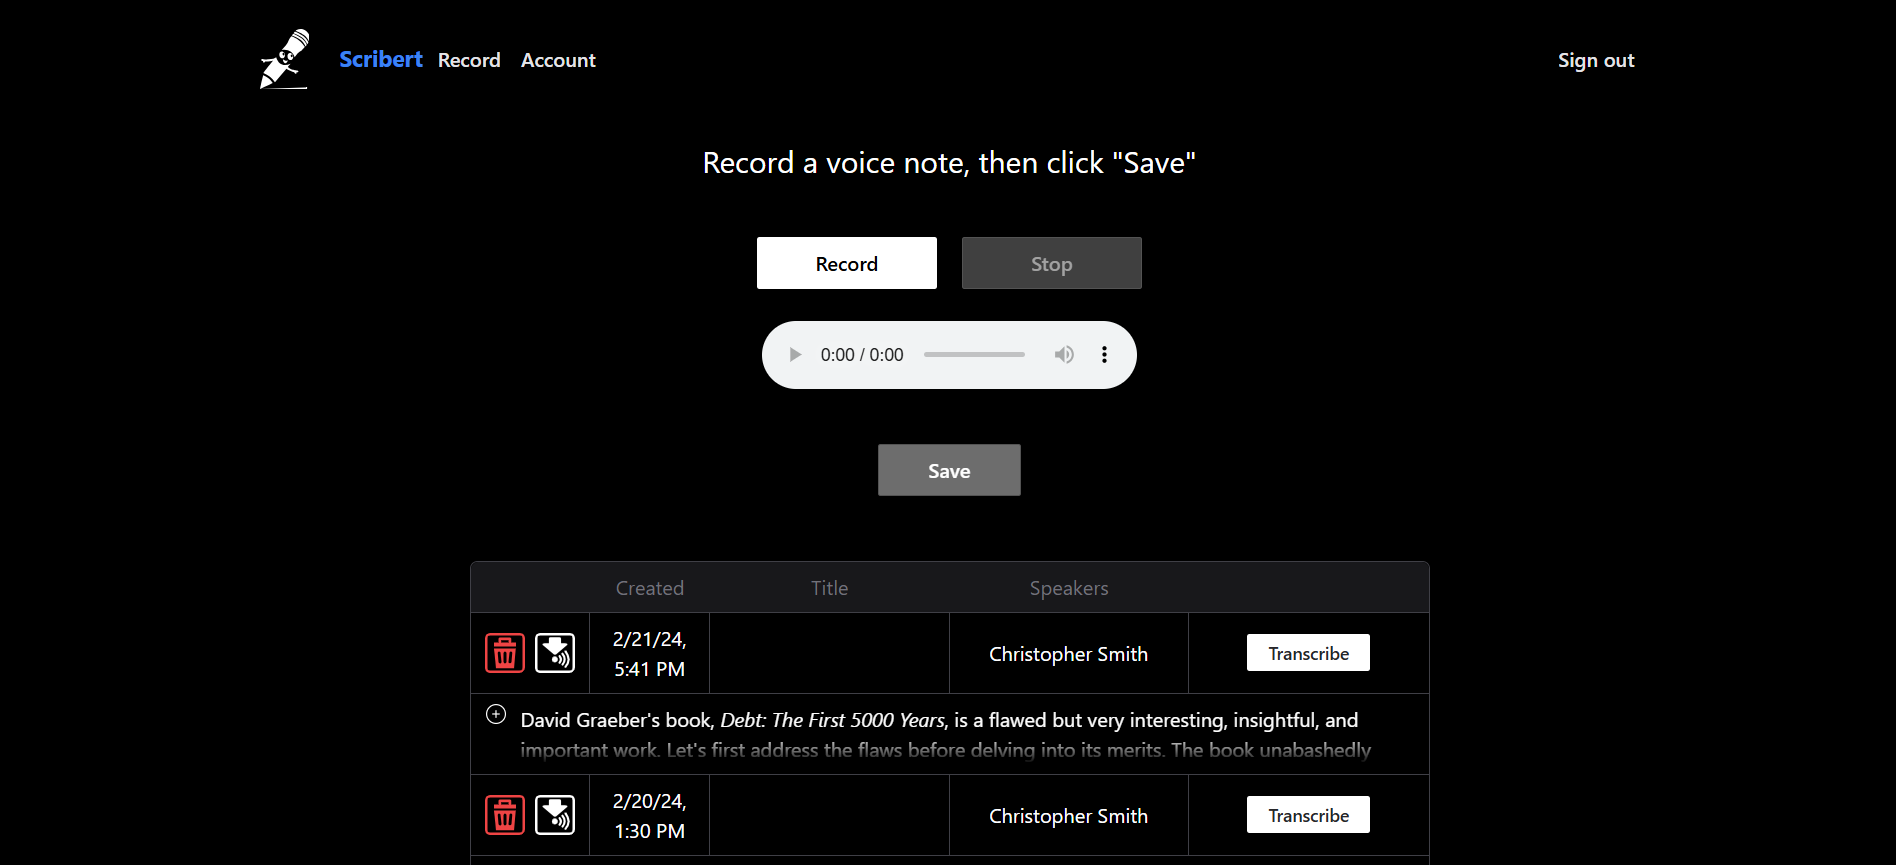 Scribert Record Account Sign out
Record a voice note, then click "Save"
Record Stop
0:00 / 0:00
Save
Created Title Speakers
2/21/24,
5:41 PM
Christopher Smith
Transcribe
David Graeber's book, Debt: The First 5000 Years, is a flawed but very interesting, insightful, and
important work. Let's first address the flaws before delving into its merits. The book unabashedly
2/20/24,
1:30 PM
Christopher Smith
Transcribe